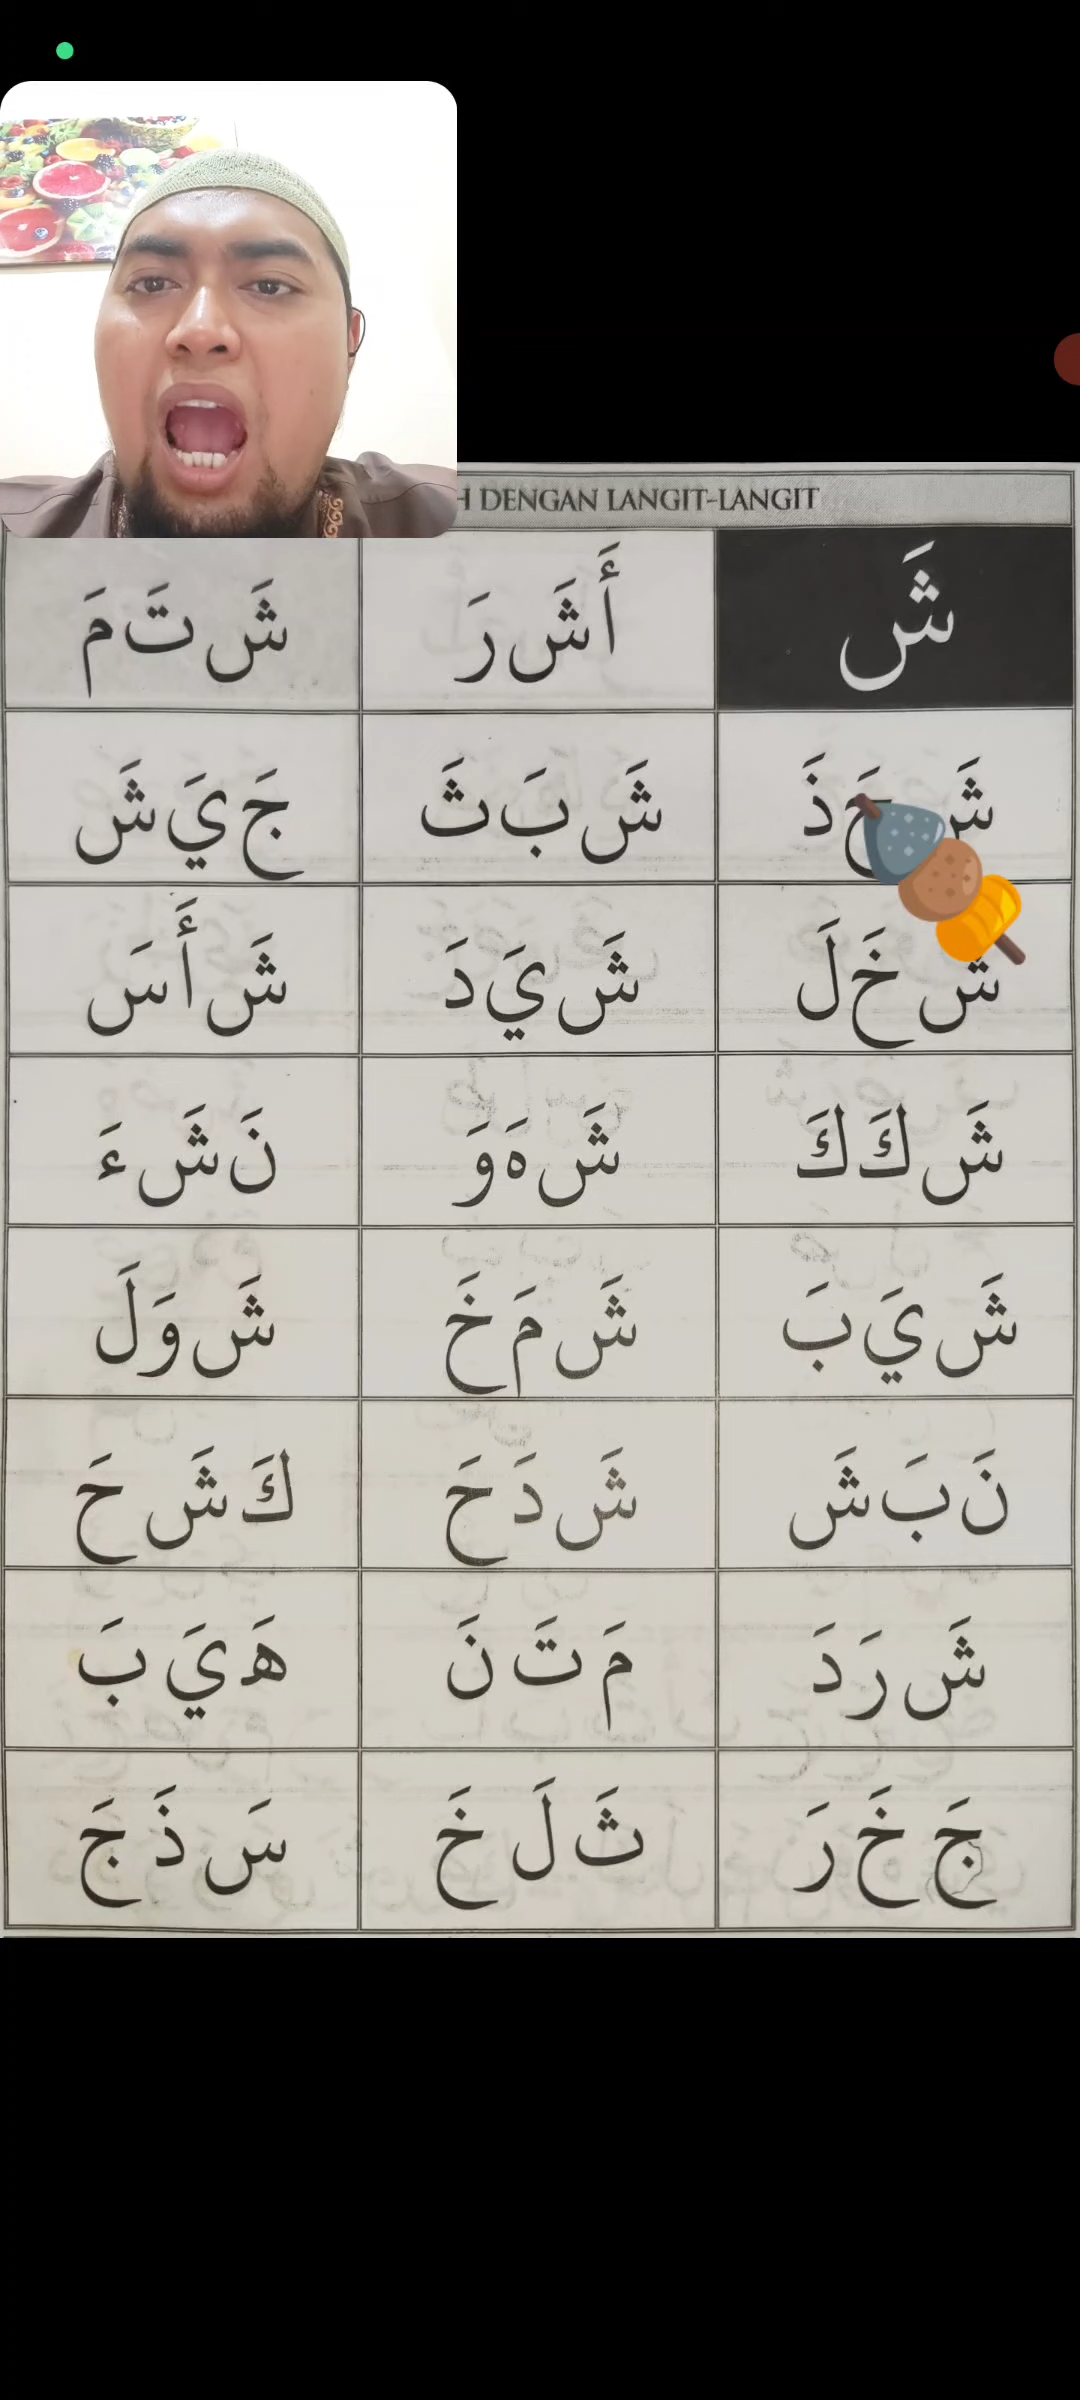 H DENGAN LANGIT-LANGIT
شَ أَشَرَ شَتَمَ
شَحَذَ شَبَثَ جَيَشَ
شَخَلَ شَيَدَ شَأَسَ
شَكَكَ شَهَوَ نَشَءَ
شَيَبَ شَمَخَ شَوَلَ
نَبَشَ شَدَحَ كَشَحَ
شَرَدَ مَتَنَ هَيَبَ
جَخَرَ ثَلَخَ سَذَجَ